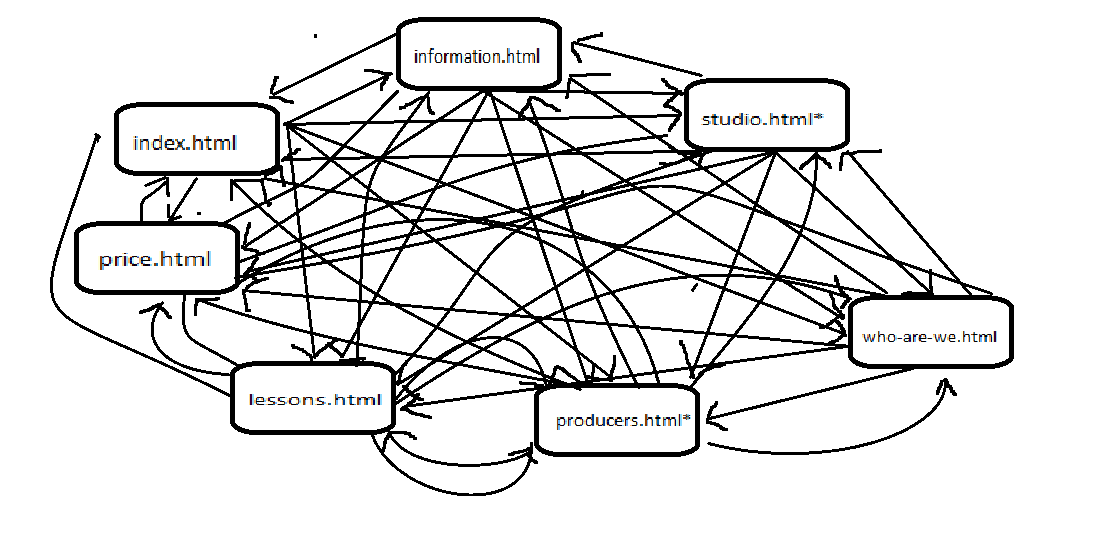 information.html
studio.html*
index.html
price.html
who-are-we.html
lessons.html
producers.html*